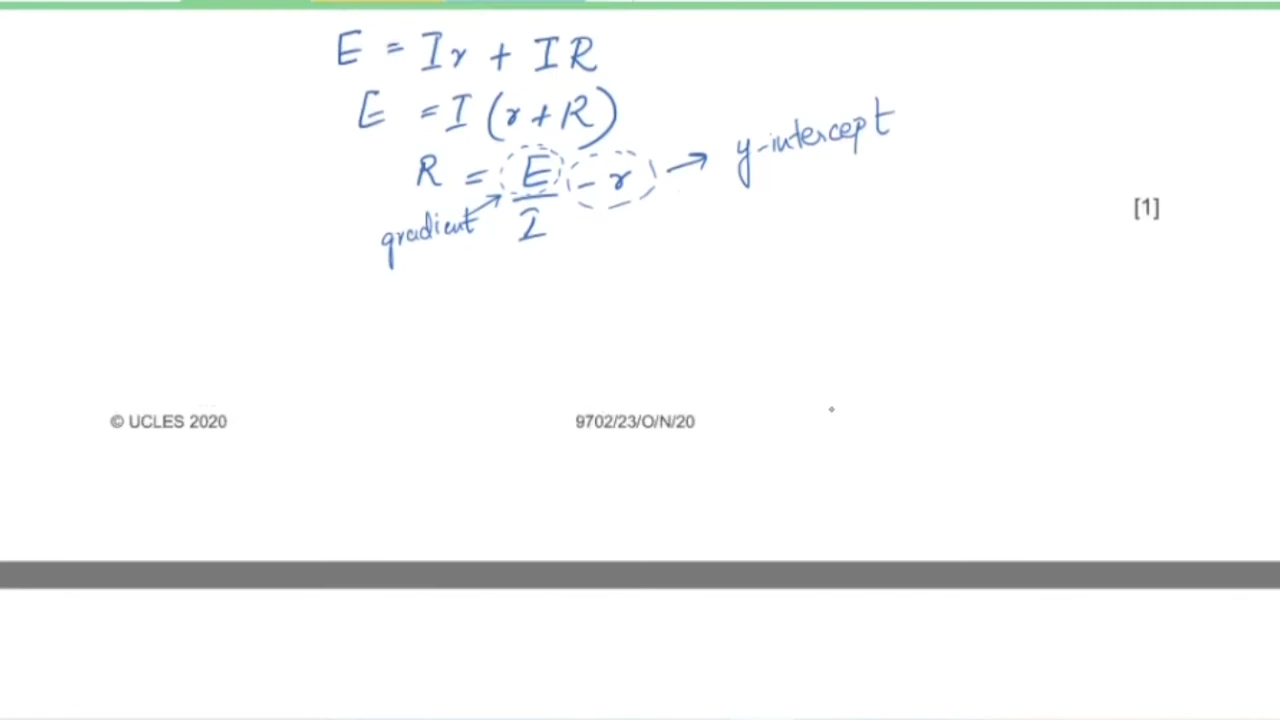 E = Ir + IR
E = I (r + R)
R = E/I - r → y-intercept
gradient
[1]
© UCLES 2020
9702/23/O/N/20